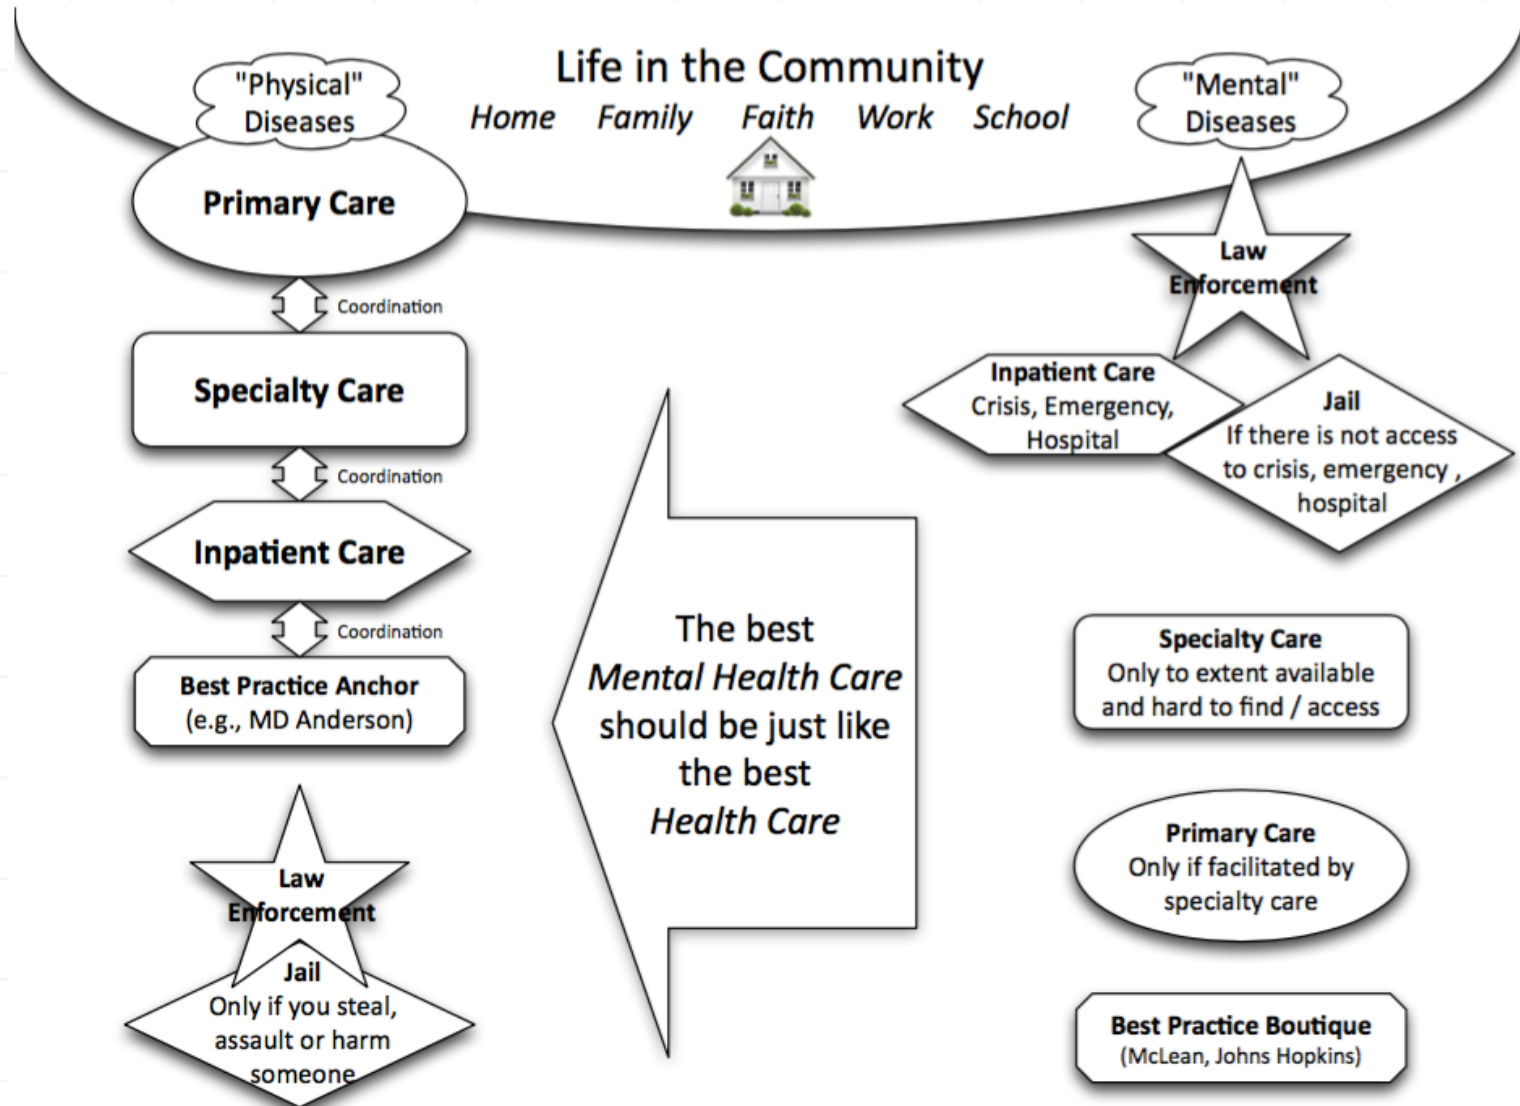 Life in the Community
Home Family Faith Work School
"Physical"
Diseases
Primary Care
Coordination
Specialty Care
Coordination
Inpatient Care
Coordination
Best Practice Anchor
(e.g., MD Anderson)
Law
Enforcement
Jail
Only if you steal,
assault or harm
someone
The best
Mental Health Care
should be just like
the best
Health Care
"Mental"
Diseases
Law
Enforcement
Inpatient Care
Crisis, Emergency,
Hospital
Jail
If there is not access
to crisis, emergency ,
hospital
Specialty Care
Only to extent available
and hard to find / access
Primary Care
Only if facilitated by
specialty care
Best Practice Boutique
(McLean, Johns Hopkins)